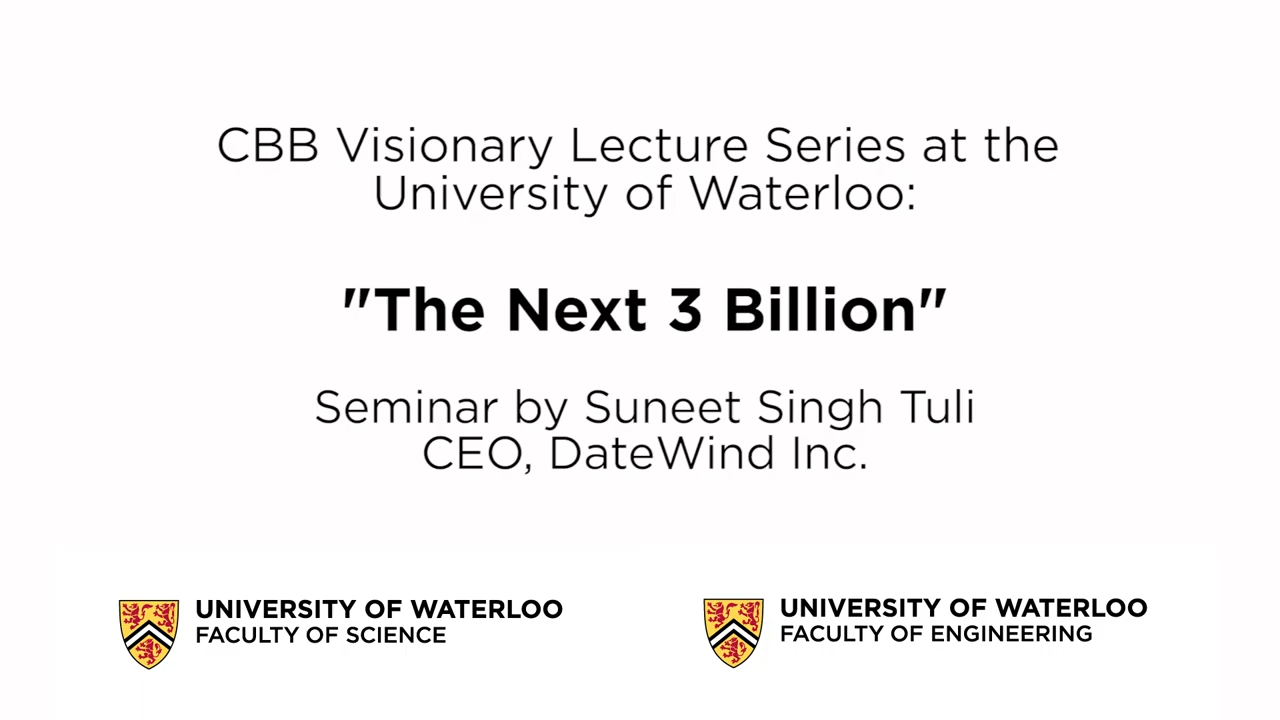 CBB Visionary Lecture Series at the
University of Waterloo:
"The Next 3 Billion"
Seminar by Suneet Singh Tuli
CEO, DateWind Inc.
UNIVERSITY OF WATERLOO
FACULTY OF SCIENCE
UNIVERSITY OF WATERLOO
FACULTY OF ENGINEERING